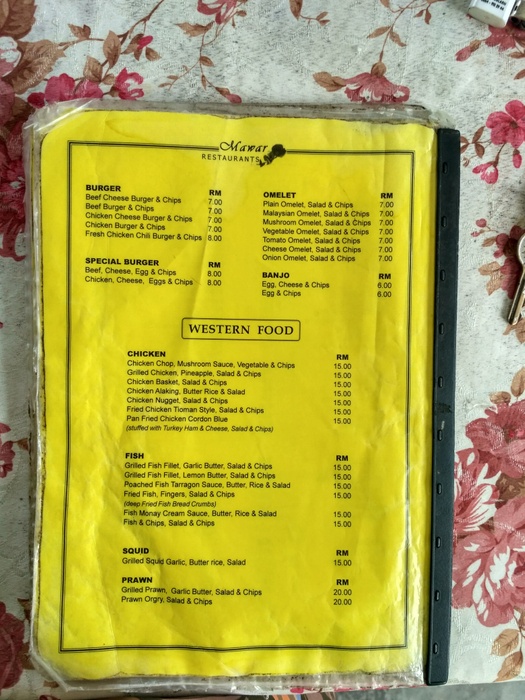 Mawar
RESTAURANTS
BURGER RM
Beef Cheese Burger & Chips 7.00
Beef Burger & Chips 7.00
Chicken Cheese Burger & Chips 7.00
Chicken Burger & Chips 7.00
Fresh Chicken Chili Burger & Chips 8.00
SPECIAL BURGER RM
Beef, Cheese, Egg & Chips 8.00
Chicken, Cheese, Eggs & Chips 8.00
OMELET RM
Plain Omelet, Salad & Chips 7.00
Malaysian Omelet, Salad & Chips 7.00
Mushroom Omelet, Salad & Chips 7.00
Vegetable Omelet, Salad & Chips 7.00
Tomato Omelet, Salad & Chips 7.00
Cheese Omelet, Salad & Chips 7.00
Onion Omelet, Salad & Chips 7.00
BANJO RM
Egg, Cheese & Chips 6.00
Egg & Chips 6.00
WESTERN FOOD
CHICKEN RM
Chicken Chop, Mushroom Sauce, Vegetable & Chips 15.00
Grilled Chicken, Pineapple, Salad & Chips 15.00
Chicken Basket, Salad & Chips 15.00
Chicken Alaking, Butter Rice & Salad 15.00
Chicken Nugget, Salad & Chips 15.00
Fried Chicken Tioman Style, Salad & Chips 15.00
Pan Fried Chicken Cordon Blue 15.00
(stuffed with Turkey Ham & Cheese, Salad & Chips)
FISH RM
Grilled Fish Fillet, Garlic Butter, Salad & Chips 15.00
Grilled Fish Fillet, Lemon Butter, Salad & Chips 15.00
Poached Fish Tarragon Sauce, Butter, Rice & Salad 15.00
Fried Fish, Fingers, Salad & Chips 15.00
(deep Fried Fish Bread Crumbs)
Fish Monay Cream Sauce, Butter, Rice & Salad 15.00
Fish & Chips, Salad & Chips 15.00
SQUID RM
Grilled Squid Garlic, Butter rice, Salad 15.00
PRAWN RM
Grilled Prawn, Garlic Butter, Salad & Chips 20.00
Prawn Orgry, Salad & Chips 20.00